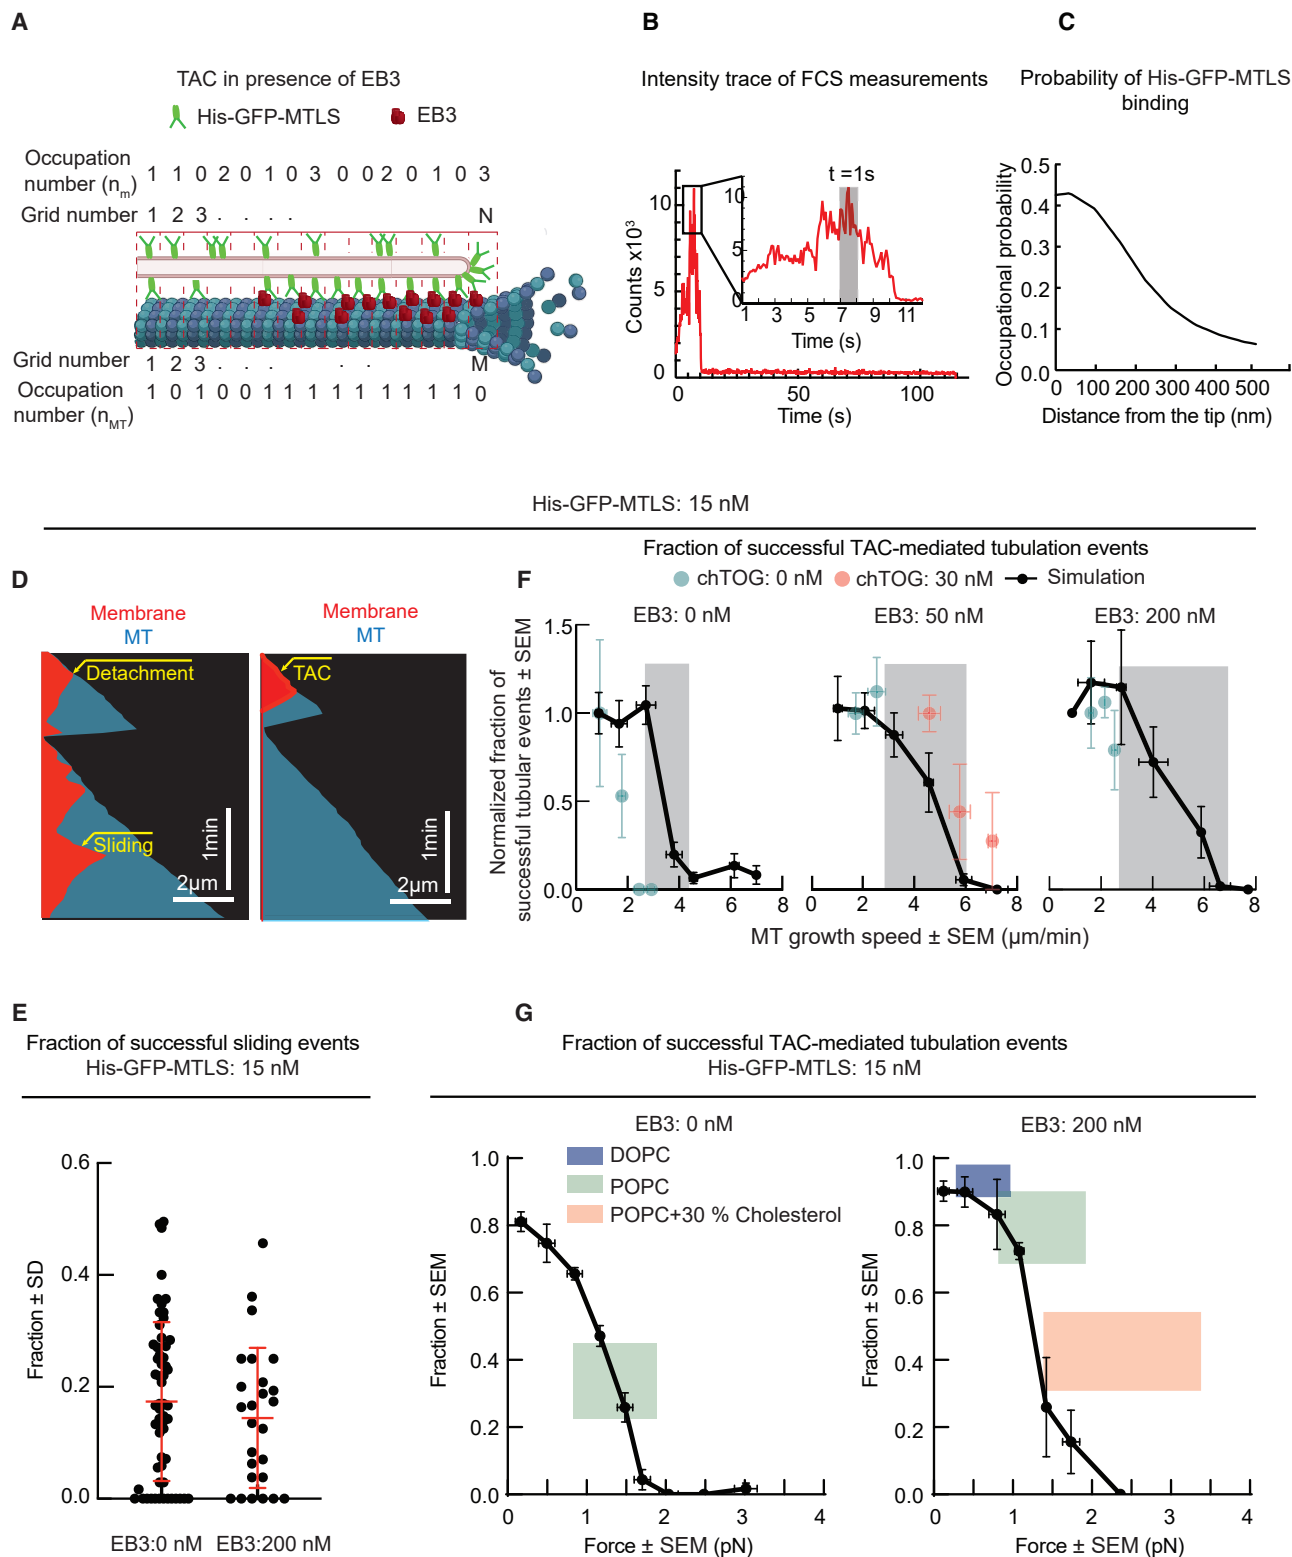 A
TAC in presence of EB3
His-GFP-MTLS
EB3
Occupation
number (nm)
1 1 0 2 0 1 0 3 0 0 2 0 1 0 3
Grid number
1 2 3 . . . . N
Grid number
1 2 3 . . . . . M
Occupation
number (nMT)
1 0 1 0 0 1 1 1 1 1 1 1 1 1 0
B
Intensity trace of FCS measurements
t =1s
Counts x10³
10
5
0
10
5
1
1 3 5 7 9 11
Time (s)
0 50 100
Time (s)
C
Probability of His-GFP-MTLS
binding
Occupational probability
0.5
0.4
0.3
0.2
0.1
0.0
0 100 200 300 400 500
Distance from the tip (nm)
His-GFP-MTLS: 15 nM
D
Membrane
MT
Detachment
Sliding
1min
2µm
Membrane
MT
TAC
1min
2µm
Fraction of successful TAC-mediated tubulation events
F
chTOG: 0 nM
chTOG: 30 nM
Simulation
EB3: 0 nM
EB3: 50 nM
EB3: 200 nM
Normalized fraction of
successful tubular events ± SEM
1.5
1.0
0.5
0.0
0 2 4 6 8
0 2 4 6 8
0 2 4 6 8
MT growth speed ± SEM (µm/min)
E
Fraction of successful sliding events
His-GFP-MTLS: 15 nM
Fraction ± SD
0.6
0.4
0.2
0.0
EB3:0 nM
EB3:200 nM
G
Fraction of successful TAC-mediated tubulation events
His-GFP-MTLS: 15 nM
EB3: 0 nM
DOPC
POPC
POPC+30 % Cholesterol
Fraction ± SEM
1.0
0.8
0.6
0.4
0.2
0.0
0 1 2 3 4
Force ± SEM (pN)
EB3: 200 nM
Fraction ± SEM
1.0
0.8
0.6
0.4
0.2
0.0
0 1 2 3 4
Force ± SEM (pN)